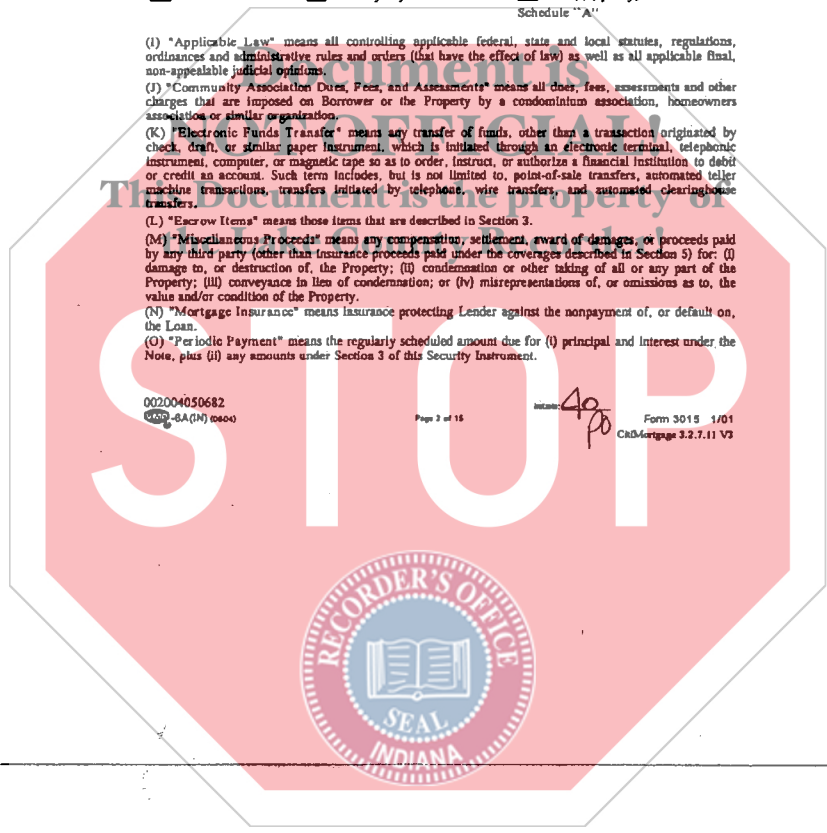 Schedule "A"
(I) "Applicable Law" means all controlling applicable federal, state and local statutes, regulations,
ordinances and administrative rules and orders (that have the effect of law) as well as all applicable final,
non-appealable judicial opinions.
(J) "Community Association Dues, Fees, and Assessments" means all dues, fees, assessments and other
charges that are imposed on Borrower or the Property by a condominium association, homeowners
association or similar organization.
(K) "Electronic Funds Transfer" means any transfer of funds, other than a transaction originated by
check, draft, or similar paper instrument, which is initiated through an electronic terminal, telephonic
instrument, computer, or magnetic tape so as to order, instruct, or authorize a financial institution to debit
or credit an account. Such term includes, but is not limited to, point-of-sale transfers, automated teller
machine transactions, transfers initiated by telephone, wire transfers, and automated clearinghouse
transfers.
(L) "Escrow Items" means those items that are described in Section 3.
(M) "Miscellaneous Proceeds" means any compensation, settlement, award of damages, or proceeds paid
by any third party (other than insurance proceeds paid under the coverages described in Section 5) for: (i)
damage to, or destruction of, the Property; (ii) condemnation or other taking of all or any part of the
Property; (iii) conveyance in lieu of condemnation; or (iv) misrepresentations of, or omissions as to, the
value and/or condition of the Property.
(N) "Mortgage Insurance" means insurance protecting Lender against the nonpayment of, or default on,
the Loan.
(O) "Periodic Payment" means the regularly scheduled amount due for (i) principal and interest under the
Note, plus (ii) any amounts under Section 3 of this Security Instrument.
002004050682
-6A(IN) (0604)
Page 2 of 15
Initials:
Form 3015 1/01
CitiMortgage 3.2.7.11 V3
Document is
NOT OFFICIAL!
This Document is the property of
the Lake County Recorder!
STOP
RECORDER'S OFFICE
SEAL
INDIANA